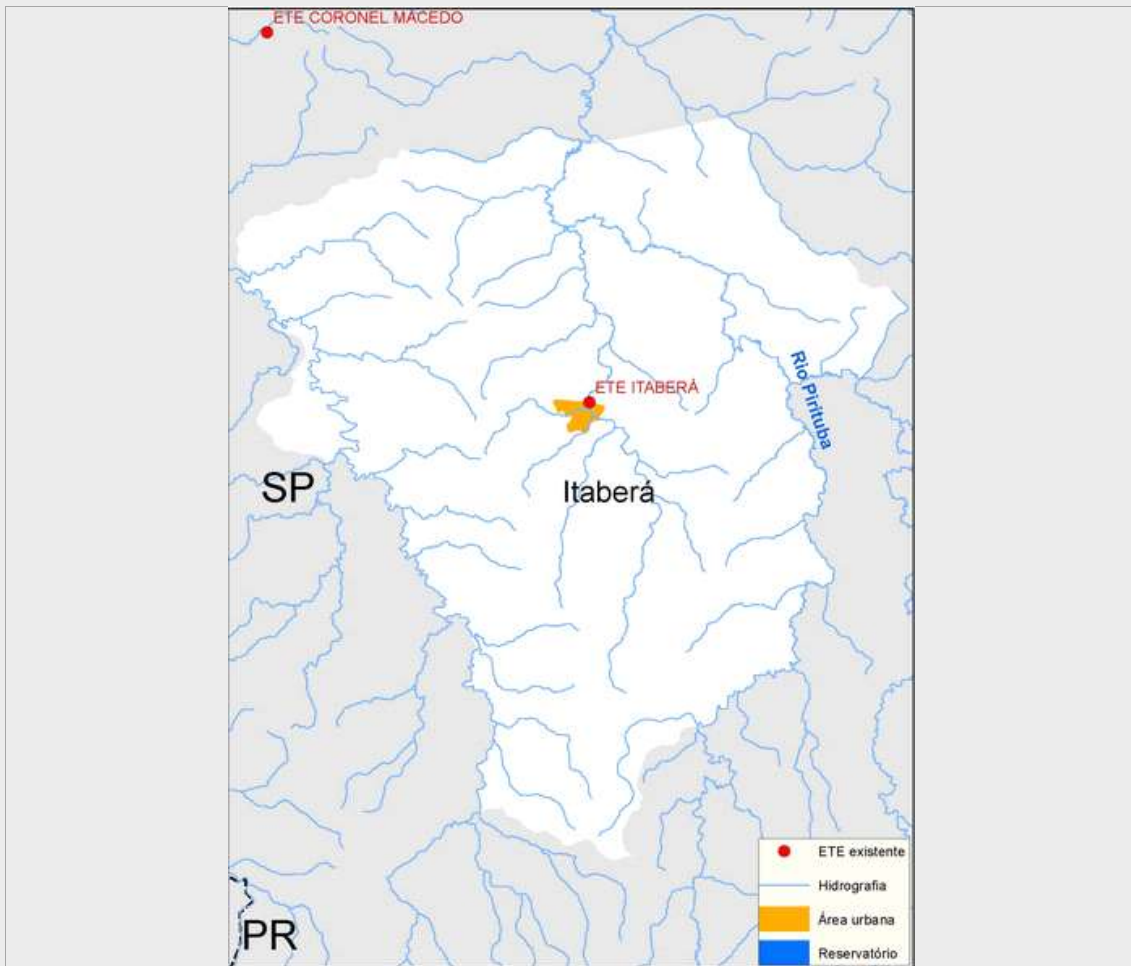 ETE CORONEL MACEDO
Rio Pirituba
ETE ITABERÁ
SP
Itaberá
ETE existente
Hidrografia
Área urbana
PR
Reservatório